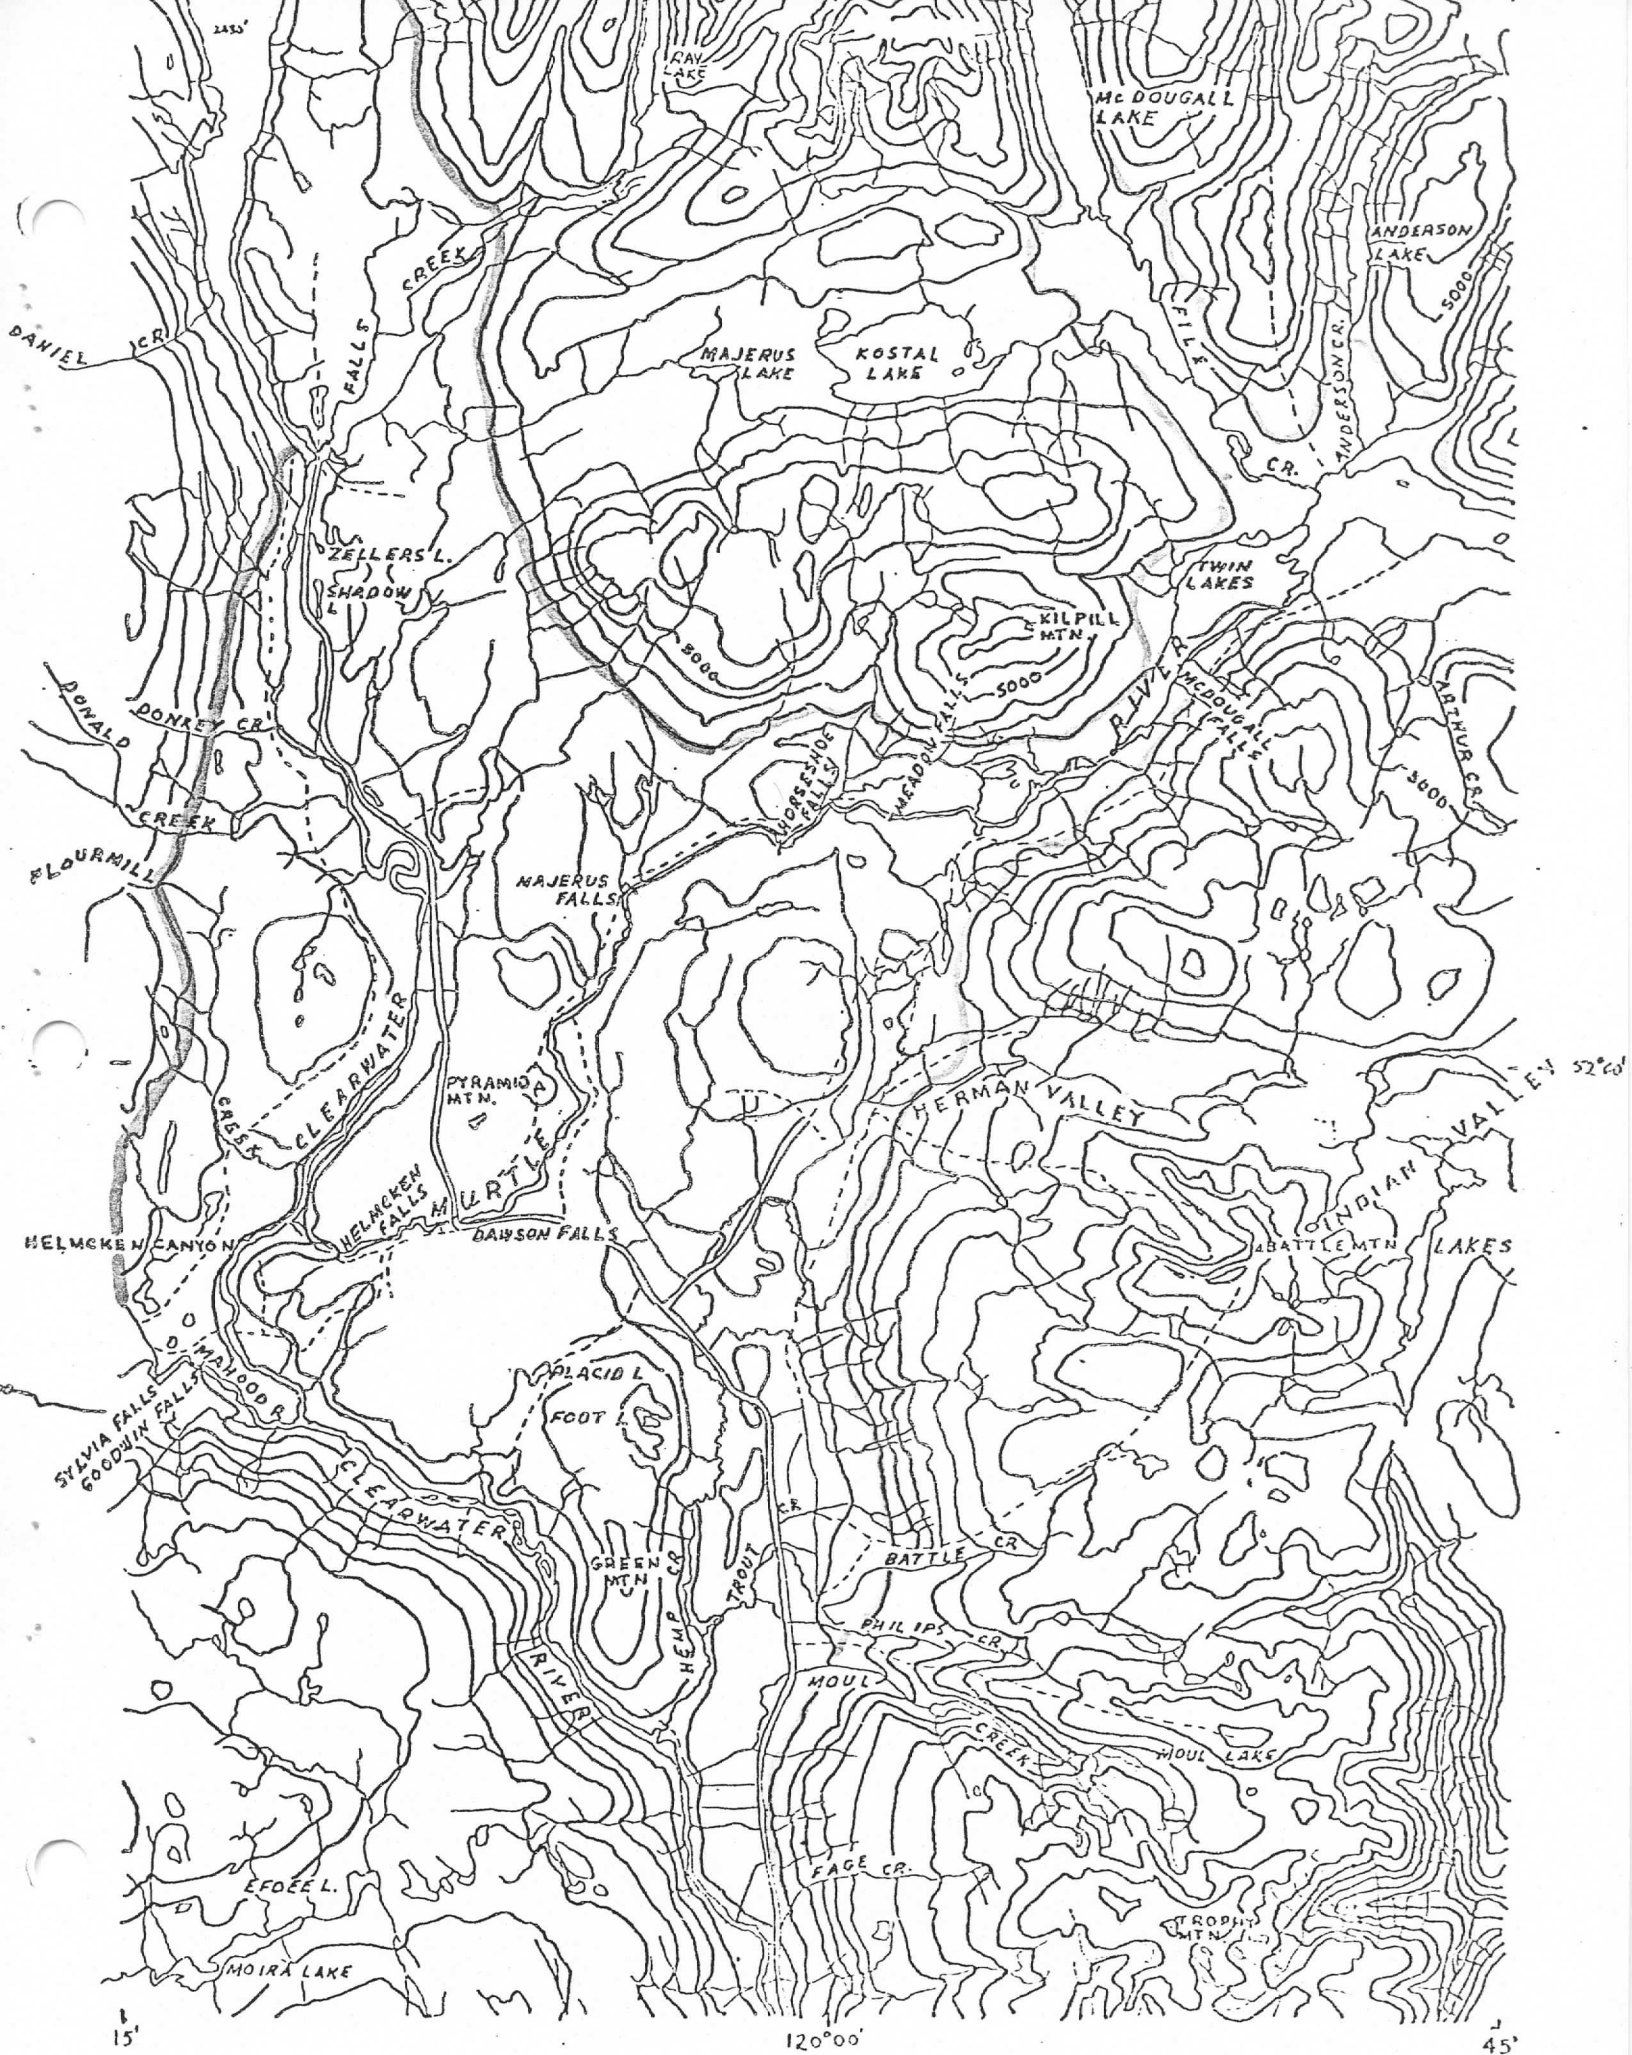 2233'
RAY
LAKE
McDOUGALL
LAKE
ANDERSON
LAKE
CREEK
5000
DANIEL CR.
FALLS
FILE
ANDERSON CR.
MAJERUS
LAKE
KOSTAL
LAKE
CR.
ZELLERS L.
SHADOW
L
TWIN
LAKES
KILPILL
MTN.
3000
5000
RIVER
McDOUGALL
FALLS
ARTHUR CR.
DONALD
DONKEY CR.
CREEK
HORSESHOE
FALLS
MEADOW FALLS
3000
FLOURMILL
MAJERUS
FALLS
CLEARWATER
PYRAMID
MTN.
HERMAN VALLEY
52°00'
INDIAN VALLEY
CREEK
MURTLE
HELMCKEN
FALLS
DAWSON FALLS
HELMCKEN CANYON
BATTLE MTN
LAKES
MAHOOD R.
SYLVIA FALLS
GOODWIN FALLS
PLACID L
FOOT L
CLEARWATER
CR
GREEN
MTN
HEMP CR
TROUT
BATTLE CR
PHILIPS CR.
RIVER
MOUL
CREEK
MOUL LAKE
FAGE CR.
EFDEE L.
TROPHY
MTN.
MOIRA LAKE
15'
120°00'
45'